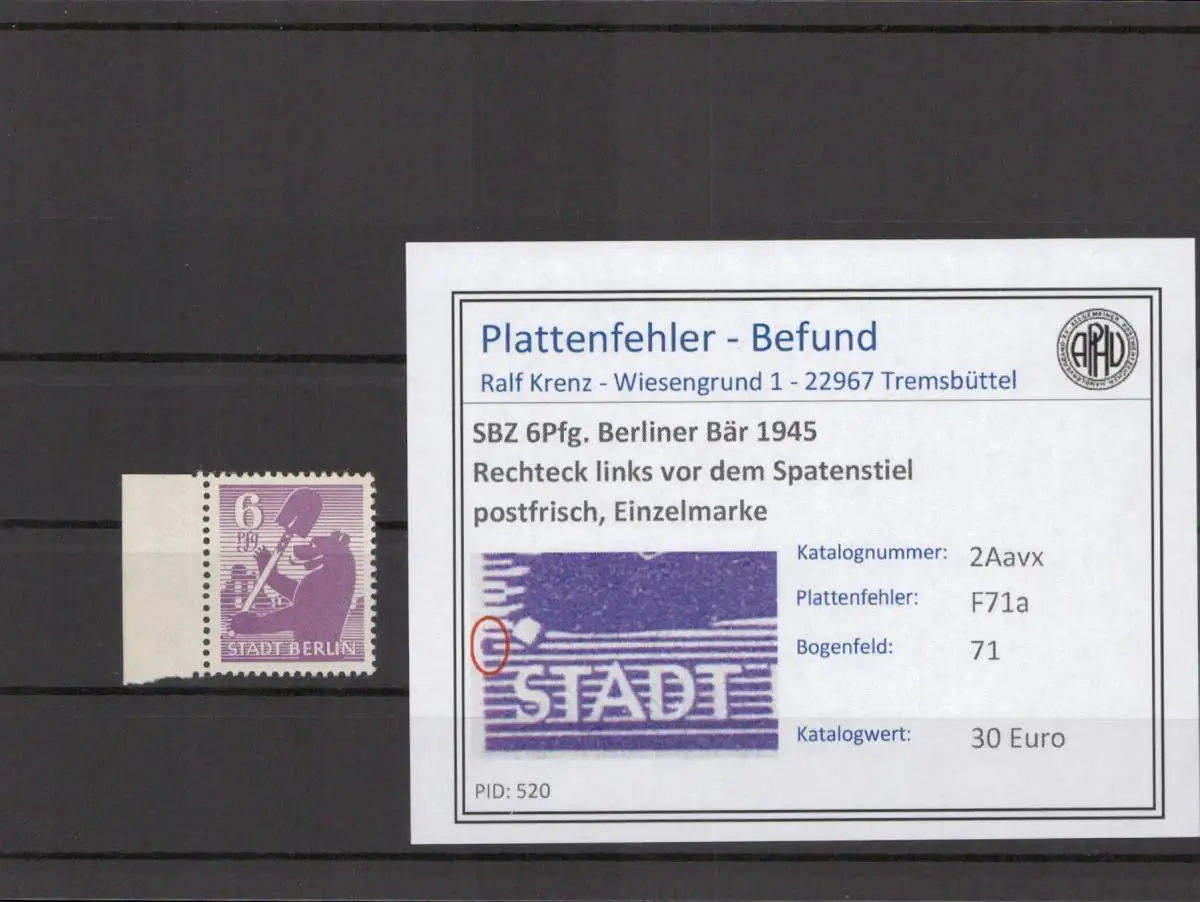 6
Pfg
STADT BERLIN
Plattenfehler - Befund
Ralf Krenz - Wiesengrund 1 - 22967 Tremsbüttel
APHV
SBZ 6Pfg. Berliner Bär 1945
Rechteck links vor dem Spatenstiel
postfrisch, Einzelmarke
STADT
Katalognummer: 2Aavx
Plattenfehler: F71a
Bogenfeld: 71
Katalogwert: 30 Euro
PID: 520